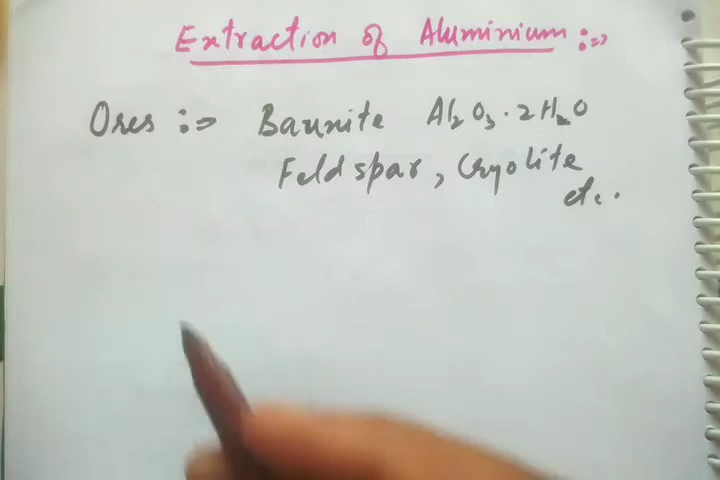 Extraction of Aluminium :->
Ores :-> Bauxite Al2O3.2H2O
Feldspar, Cryolite
etc.